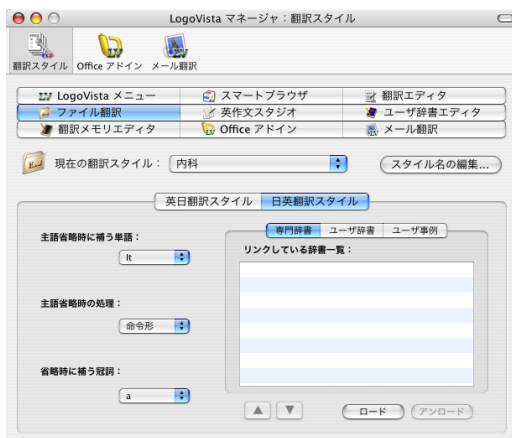 LogoVista マネージャ：翻訳スタイル
翻訳スタイル Office アドイン メール翻訳
LogoVista メニュー スマートブラウザ 翻訳エディタ
ファイル翻訳 英作文スタジオ ユーザ辞書エディタ
翻訳メモリエディタ Office アドイン メール翻訳
現在の翻訳スタイル： 内科 スタイル名の編集...
英日翻訳スタイル 日英翻訳スタイル
専門辞書 ユーザ辞書 ユーザ事例
主語省略時に補う単語：
リンクしている辞書一覧：
It
主語省略時の処理：
命令形
省略時に補う冠詞：
a
ロード アンロード